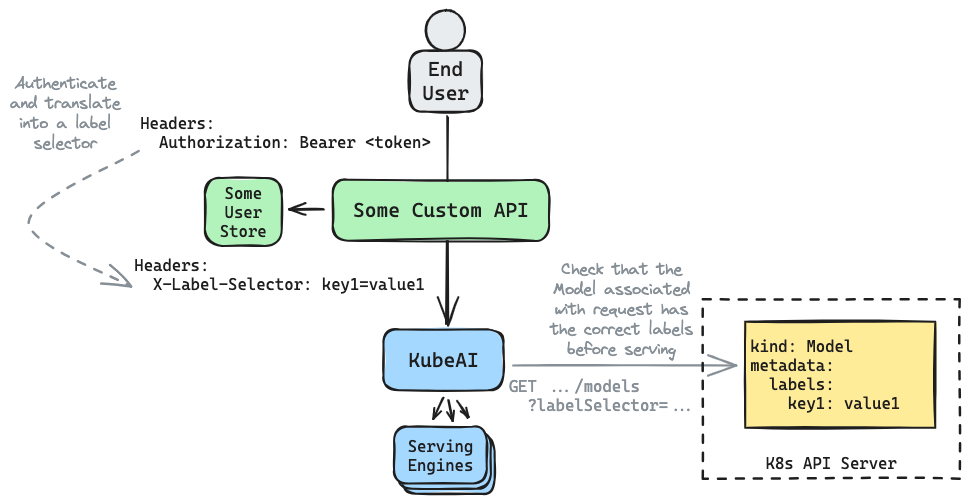 End
User
Authenticate
and translate
into a label
selector
Headers:
Authorization: Bearer <token>
Some
User
Store
Some Custom API
Headers:
X-Label-Selector: key1=value1
Check that the
Model associated
with request has
the correct labels
before serving
KubeAI
GET .../models
?labelSelector=...
kind: Model
metadata:
labels:
key1: value1
K8s API Server
Serving
Engines